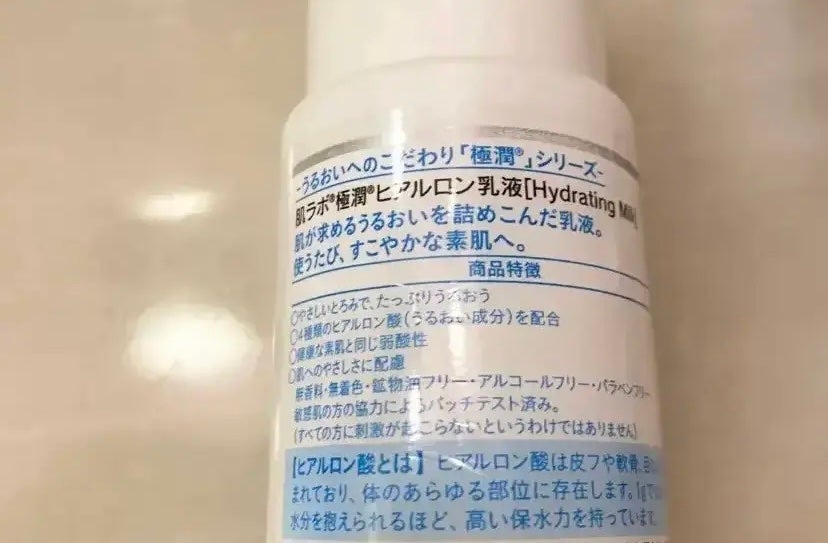 -うるおいへのこだわり「極潤®」シリーズ-
肌ラボ®極潤®ヒアルロン乳液[Hydrating Milk]
肌が求めるうるおいを詰めこんだ乳液。
使うたび、すこやかな素肌へ。
商品特徴
○やさしいとろみで、たっぷりうるおう
○4種類のヒアルロン酸(うるおい成分)を配合
○健康な素肌と同じ弱酸性
○肌へのやさしさに配慮
無香料・無着色・鉱物油フリー・アルコールフリー・パラベンフリー
敏感肌の方の協力によるパッチテスト済み。
(すべての方に刺激が起こらないというわけではありません)
【ヒアルロン酸とは】ヒアルロン酸は皮フや軟骨、
まれており、体のあらゆる部位に存在します。1gで
水分を抱えられるほど、高い保水力を持っています